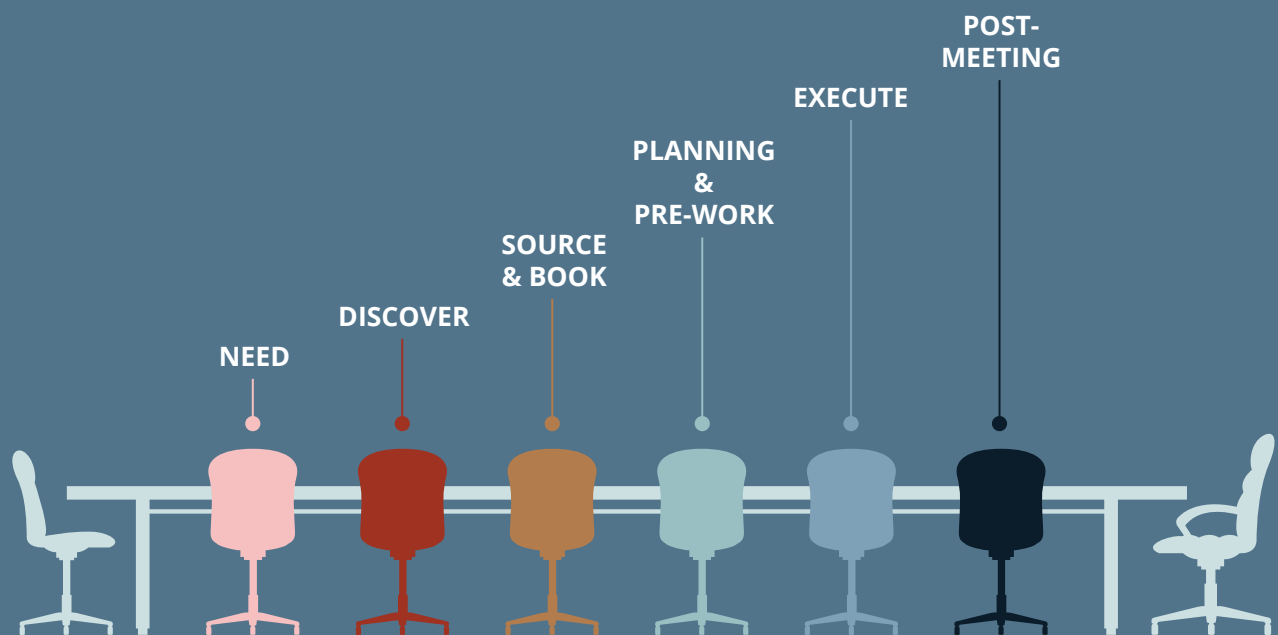 NEED
DISCOVER
SOURCE
& BOOK
PLANNING
&
PRE-WORK
EXECUTE
POST-
MEETING